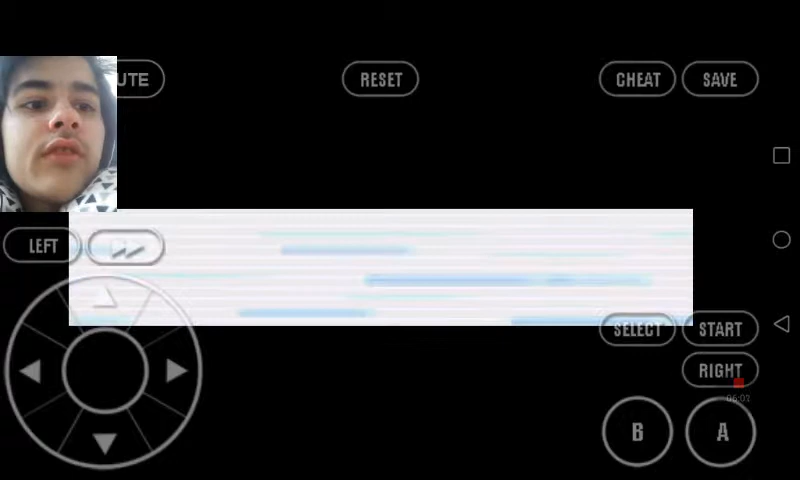 UTE
RESET
CHEAT
SAVE
LEFT
SELECT
START
RIGHT
B
A